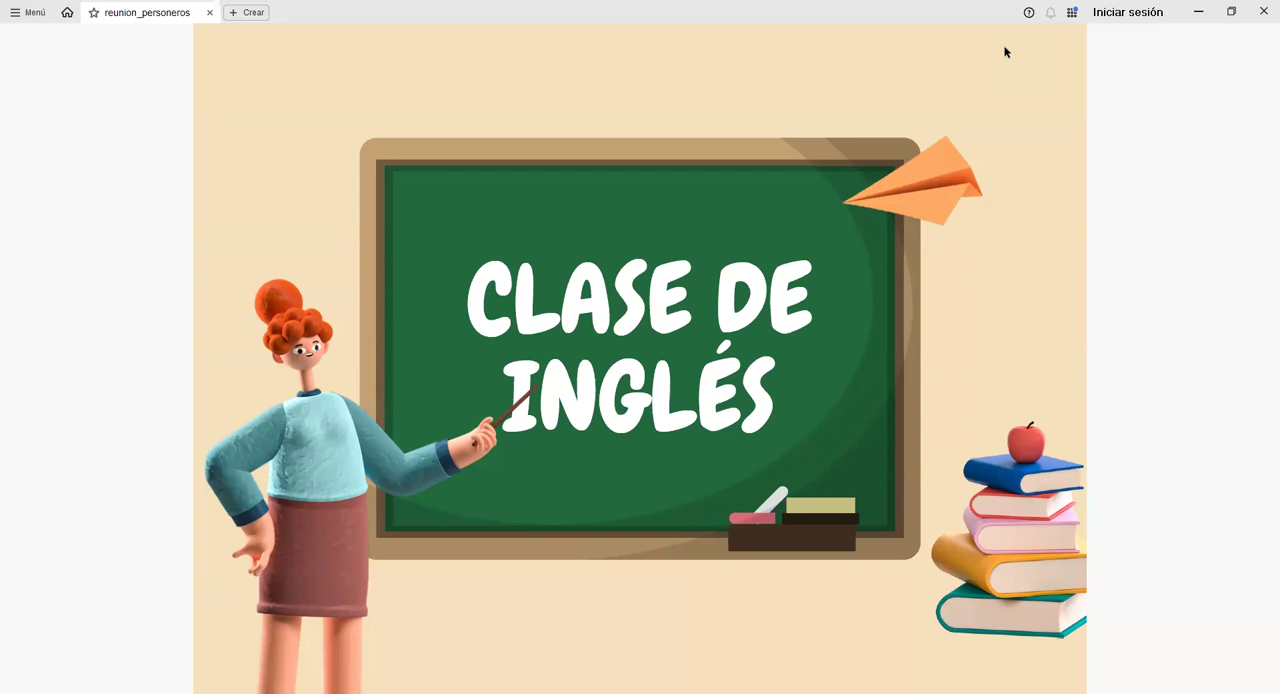 Menú
reunion_personeros
Crear
Iniciar sesión
CLASE DE
INGLÉS